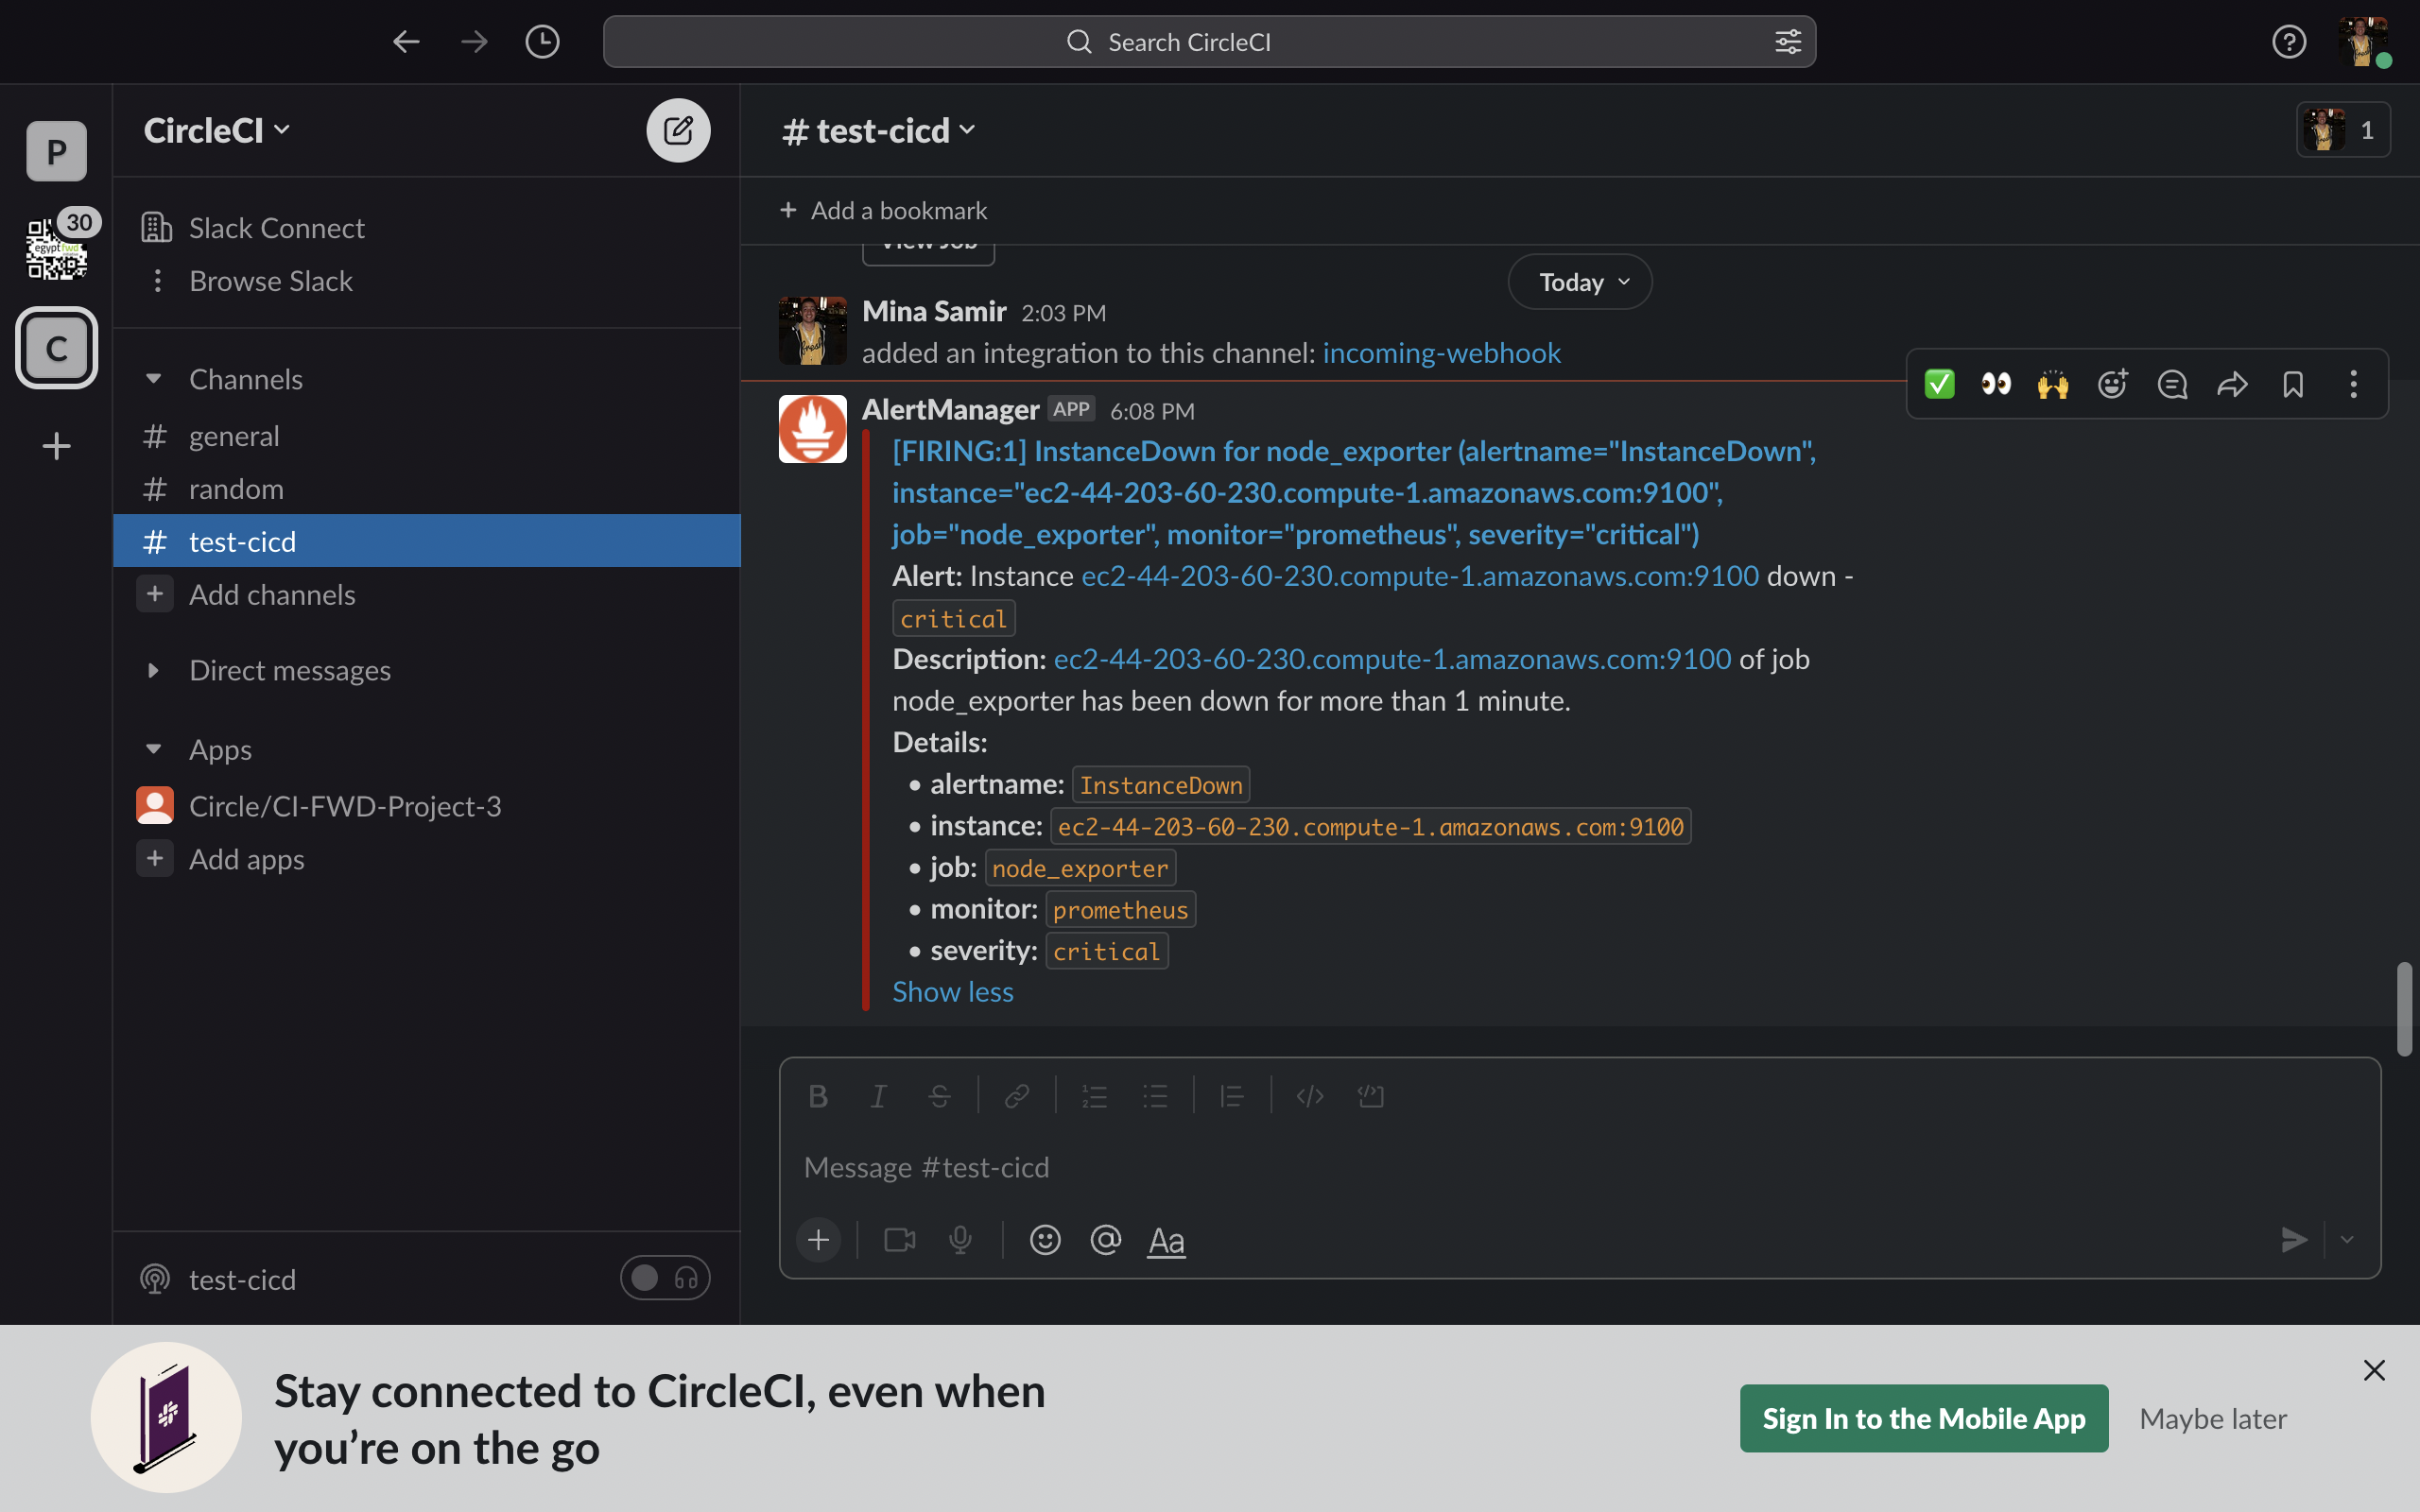 Search CircleCI
P
30
egypt fwd
C
CircleCI
Slack Connect
Browse Slack
Channels
# general
# random
# test-cicd
+ Add channels
Direct messages
Apps
Circle/CI-FWD-Project-3
+ Add apps
test-cicd
# test-cicd
1
+ Add a bookmark
View Job
Today
Mina Samir 2:03 PM
added an integration to this channel: incoming-webhook
AlertManager APP 6:08 PM
[FIRING:1] InstanceDown for node_exporter (alertname="InstanceDown",
instance="ec2-44-203-60-230.compute-1.amazonaws.com:9100",
job="node_exporter", monitor="prometheus", severity="critical")
Alert: Instance ec2-44-203-60-230.compute-1.amazonaws.com:9100 down -
critical
Description: ec2-44-203-60-230.compute-1.amazonaws.com:9100 of job
node_exporter has been down for more than 1 minute.
Details:
• alertname: InstanceDown
• instance: ec2-44-203-60-230.compute-1.amazonaws.com:9100
• job: node_exporter
• monitor: prometheus
• severity: critical
Show less
Message #test-cicd
Aa
Stay connected to CircleCI, even when
you're on the go
Sign In to the Mobile App
Maybe later